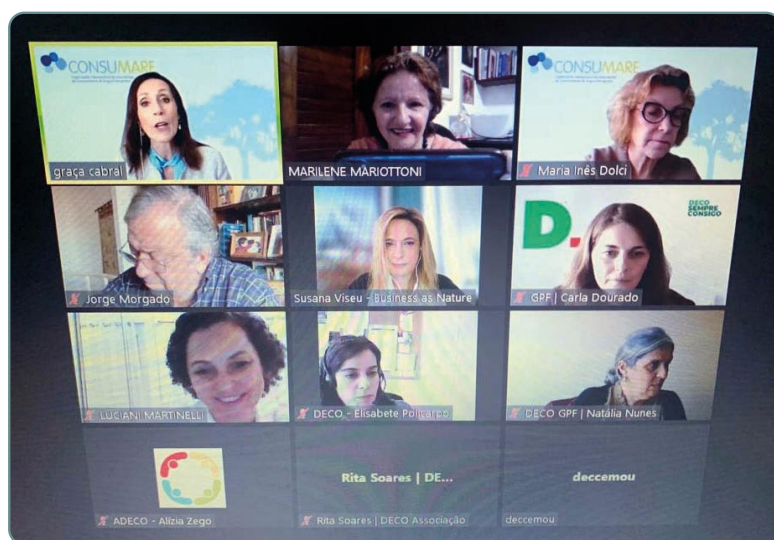 CONSUMARE
graça cabral
MARILENE MARIOTTONI
CONSUMARE
Maria Inês Dolci
Jorge Morgado
Susana Viseu - Business as Nature
D.
DECO
SEMPRE
CONSIGO
GPF | Carla Dourado
LUCIANI MARTINELLI
DECO - Elisabete Policarpo
DECO GPF | Natália Nunes
ADECO - Alízia Zego
Rita Soares | DE...
Rita Soares | DECO Associação
deccemou
deccemou